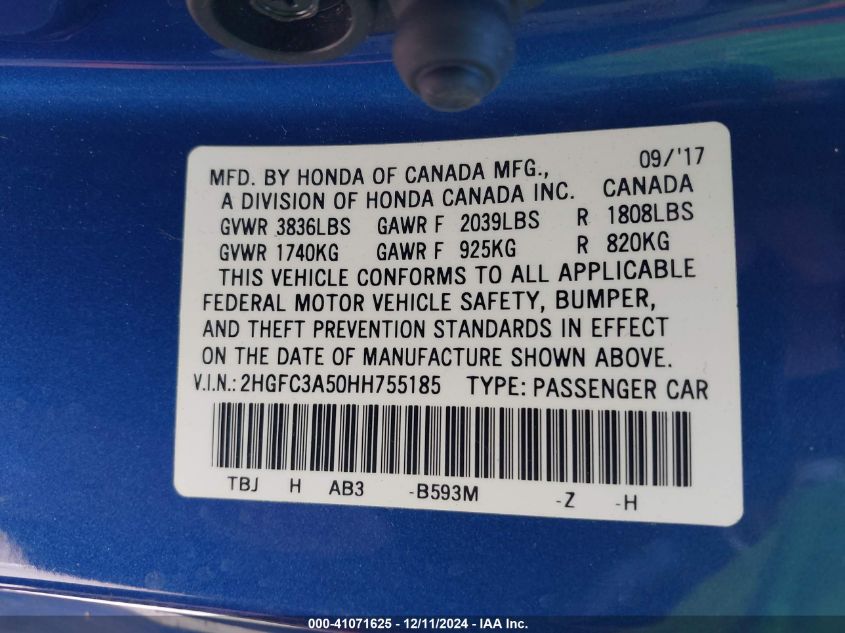 09/'17
MFD. BY HONDA OF CANADA MFG.,
A DIVISION OF HONDA CANADA INC. CANADA
GVWR 3836LBS GAWR F 2039LBS R 1808LBS
GVWR 1740KG GAWR F 925KG R 820KG
THIS VEHICLE CONFORMS TO ALL APPLICABLE
FEDERAL MOTOR VEHICLE SAFETY, BUMPER,
AND THEFT PREVENTION STANDARDS IN EFFECT
ON THE DATE OF MANUFACTURE SHOWN ABOVE.
V.I.N.: 2HGFC3A50HH755185 TYPE: PASSENGER CAR
TBJ H AB3 -B593M -Z -H
000-41071625 - 12/11/2024 - IAA Inc.